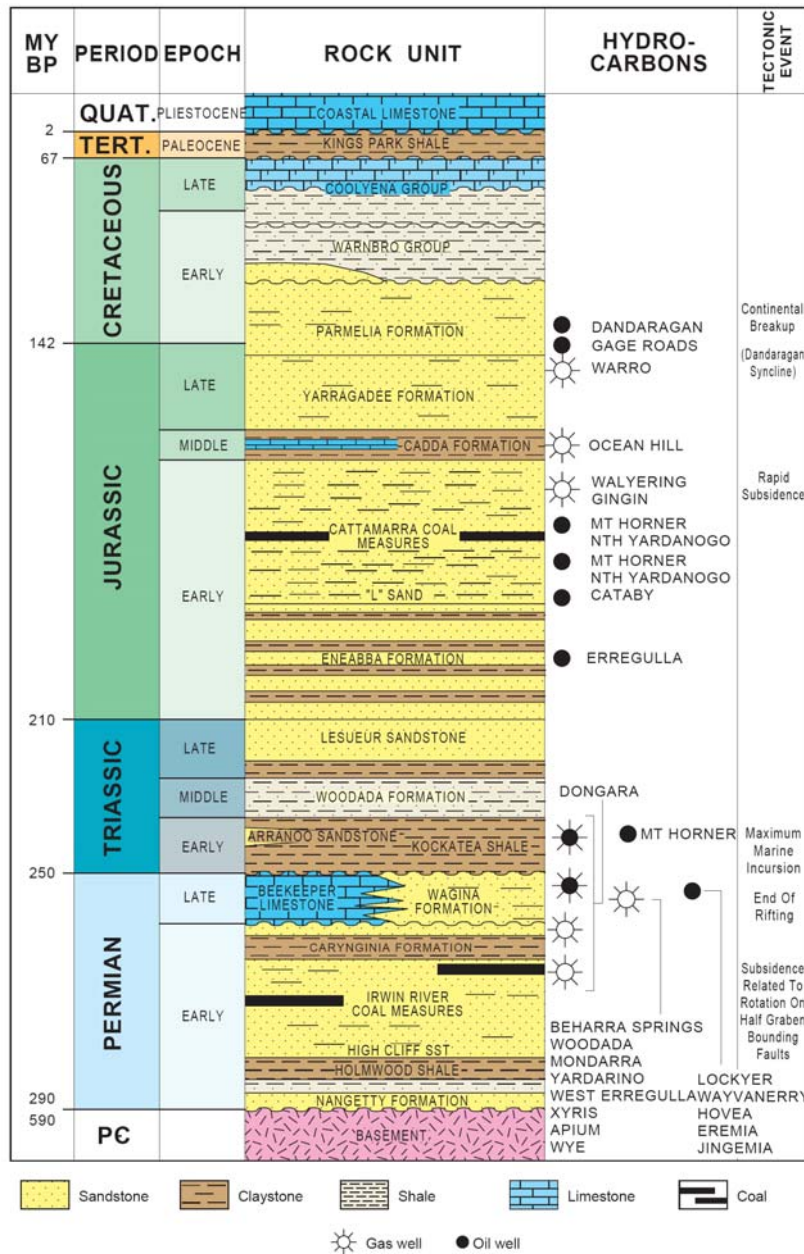 MY BP
PERIOD
EPOCH
ROCK UNIT
HYDRO-
CARBONS
TECTONIC
EVENT
QUAT.
PLIESTOCENE
COASTAL LIMESTONE
2
TERT.
PALEOCENE
KINGS PARK SHALE
67
CRETACEOUS
LATE
COOLYENA GROUP
WARNBRO GROUP
EARLY
PARMELIA FORMATION
DANDARAGAN
GAGE ROADS
WARRO
Continental
Breakup
(Dandaragan
Syncline)
142
JURASSIC
LATE
YARRAGADEE FORMATION
MIDDLE
CADDA FORMATION
OCEAN HILL
WALYERING
GINGIN
Rapid
Subsidence
EARLY
CATTAMARRA COAL
MEASURES
MT HORNER
NTH YARDANOGO
MT HORNER
NTH YARDANOGO
"L" SAND
CATABY
ENEABBA FORMATION
ERREGULLA
210
TRIASSIC
LATE
LESUEUR SANDSTONE
MIDDLE
WOODADA FORMATION
DONGARA
EARLY
ARRANOO SANDSTONE
KOCKATEA SHALE
MT HORNER
Maximum
Marine
Incursion
250
PERMIAN
LATE
BEEKEEPER
LIMESTONE
WAGINA
FORMATION
End Of
Rifting
CARYNGINIA FORMATION
EARLY
IRWIN RIVER
COAL MEASURES
Subsidence
Related To
Rotation On
Half Graben
Bounding
Faults
HIGH CLIFF SST
HOLMWOOD SHALE
NANGETTY FORMATION
BEHARRA SPRINGS
WOODADA
MONDARRA
YARDARINO
WEST ERREGULLA
XYRIS
APIUM
WYE
LOCKYER
WAYVANERRY
HOVEA
EREMIA
JINGEMIA
290
590
PЄ
BASEMENT
Sandstone
Claystone
Shale
Limestone
Coal
Gas well
Oil well